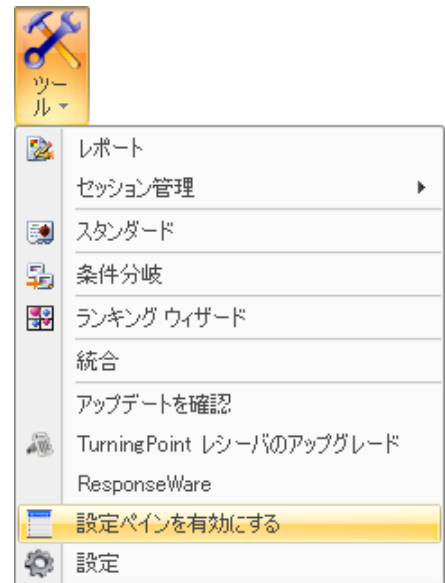 ツー
ル
レポート
セッション管理
スタンダード
条件分岐
ランキング ウィザード
統合
アップデートを確認
TurningPoint レシーバのアップグレード
ResponseWare
設定ペインを有効にする
設定